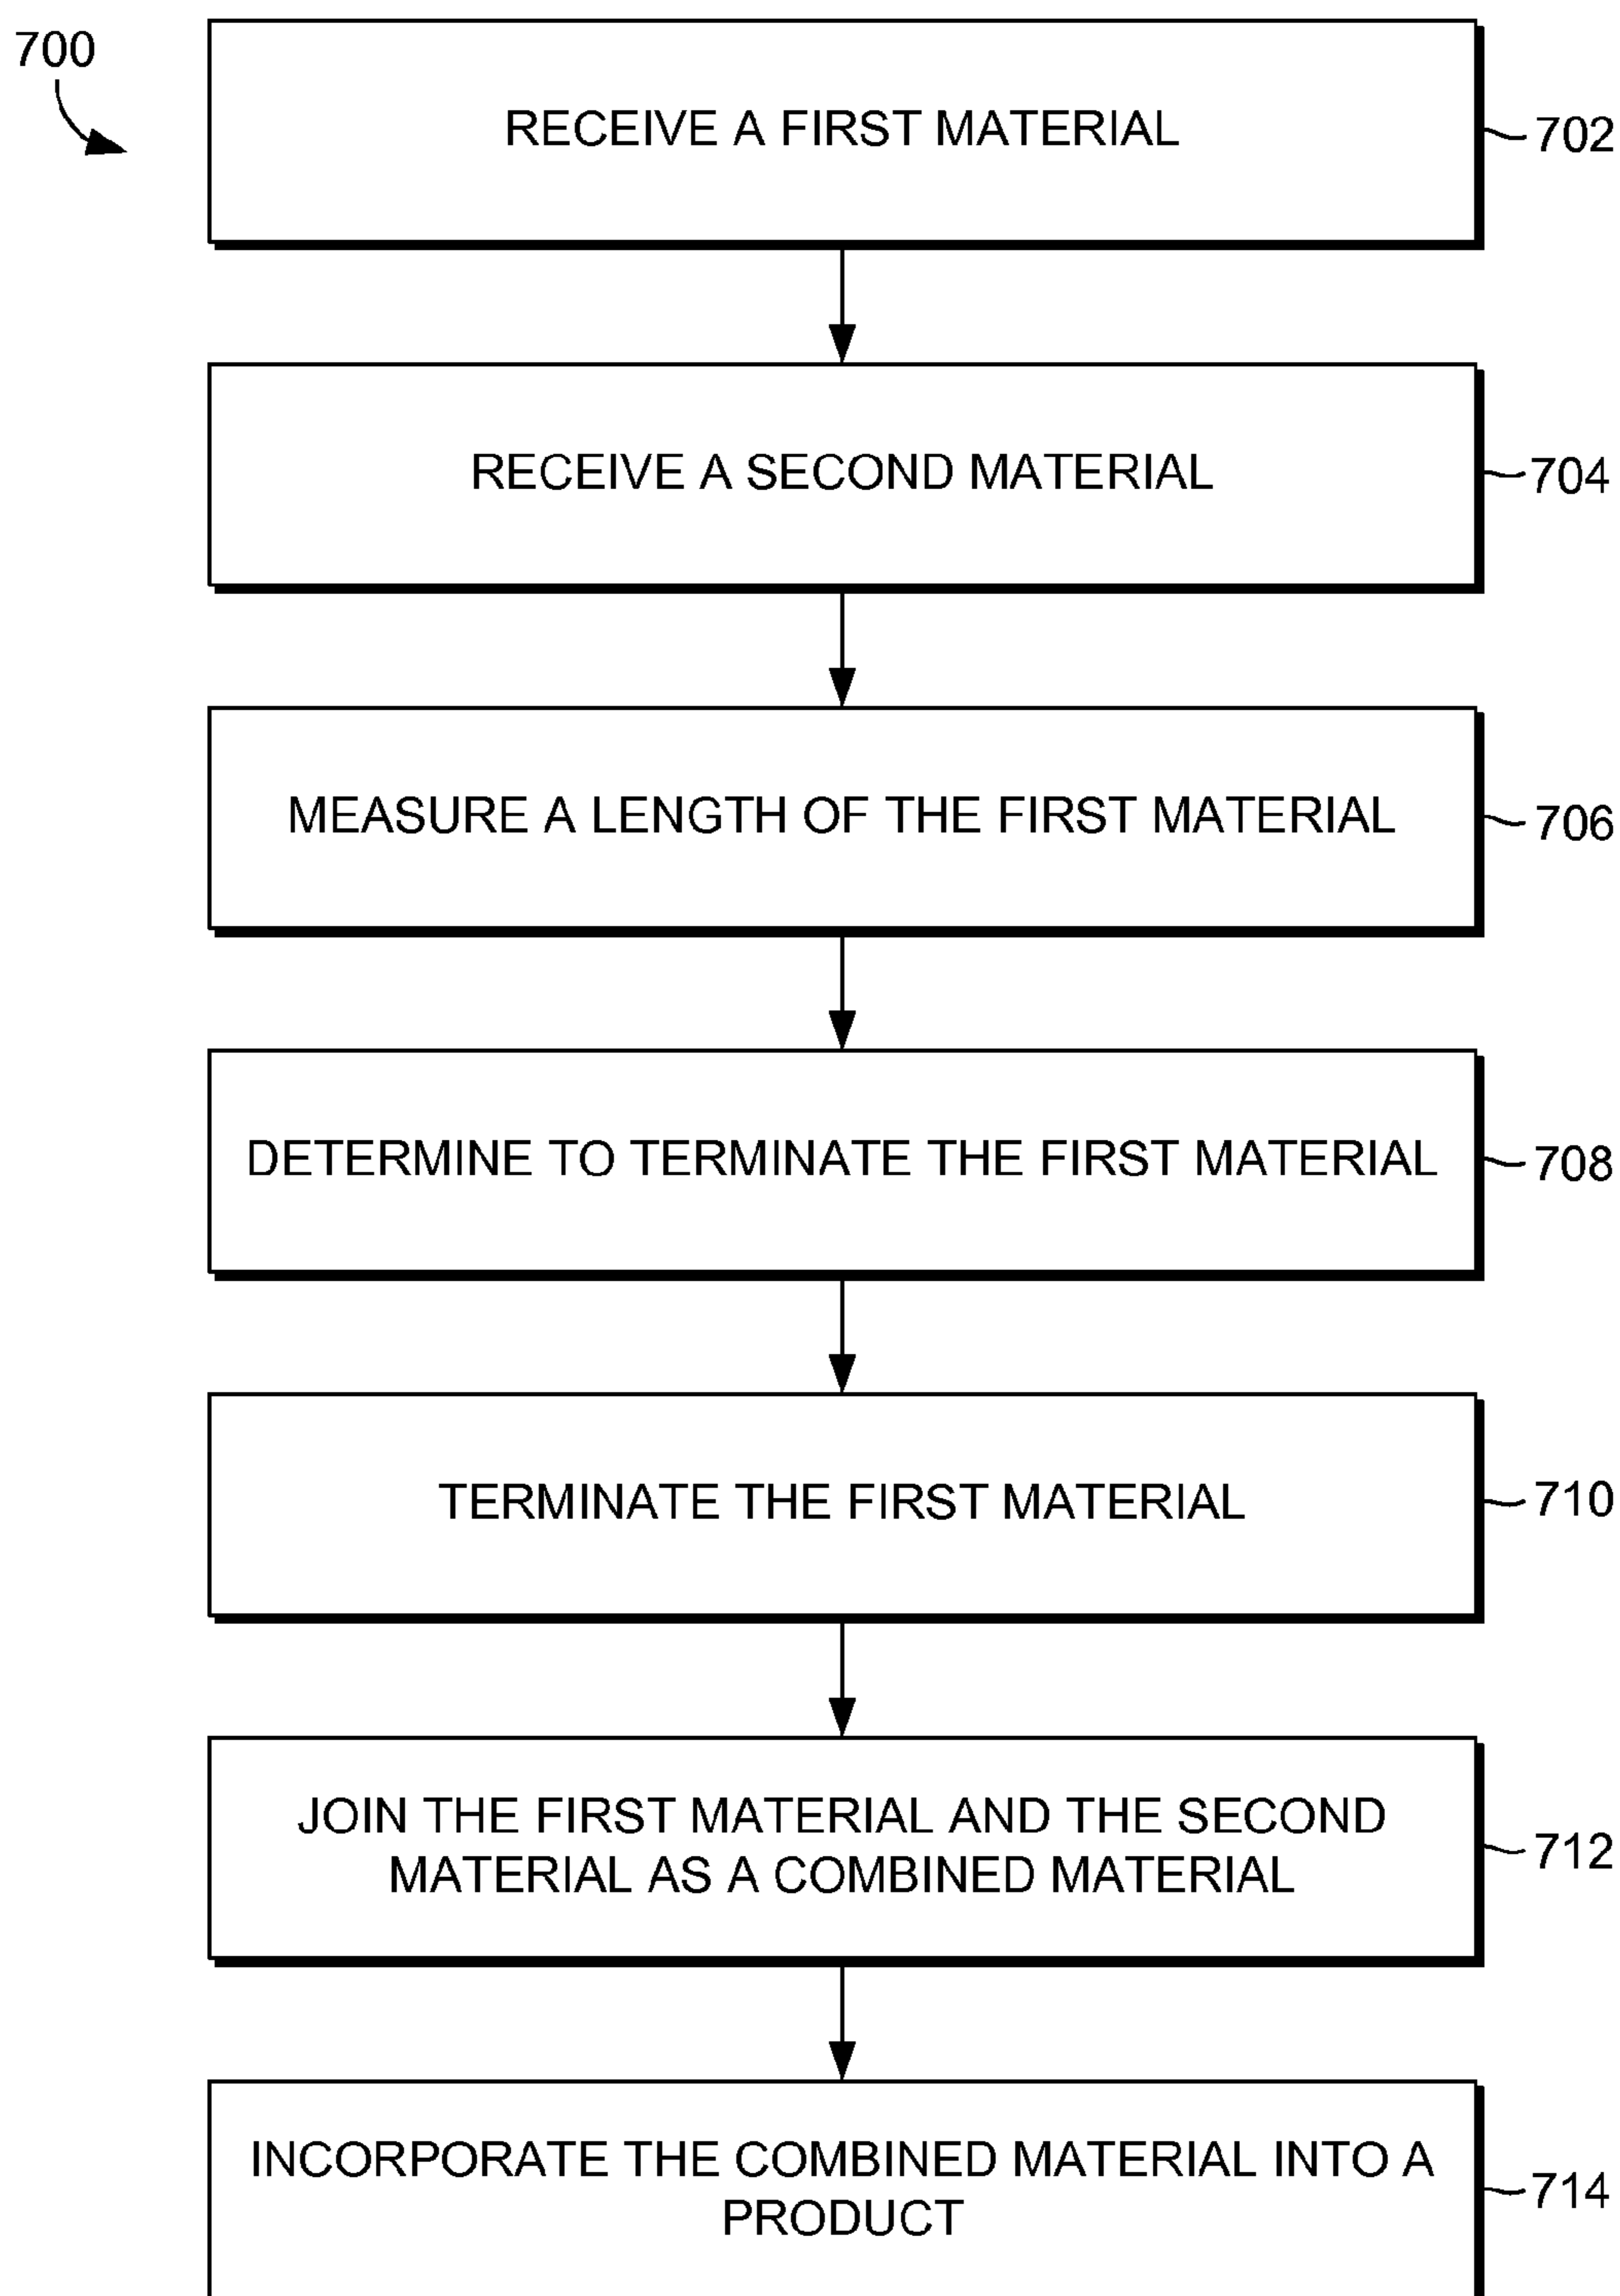 700
RECEIVE A FIRST MATERIAL
702
RECEIVE A SECOND MATERIAL
704
MEASURE A LENGTH OF THE FIRST MATERIAL
706
DETERMINE TO TERMINATE THE FIRST MATERIAL
708
TERMINATE THE FIRST MATERIAL
710
JOIN THE FIRST MATERIAL AND THE SECOND
MATERIAL AS A COMBINED MATERIAL
712
INCORPORATE THE COMBINED MATERIAL INTO A
PRODUCT
714